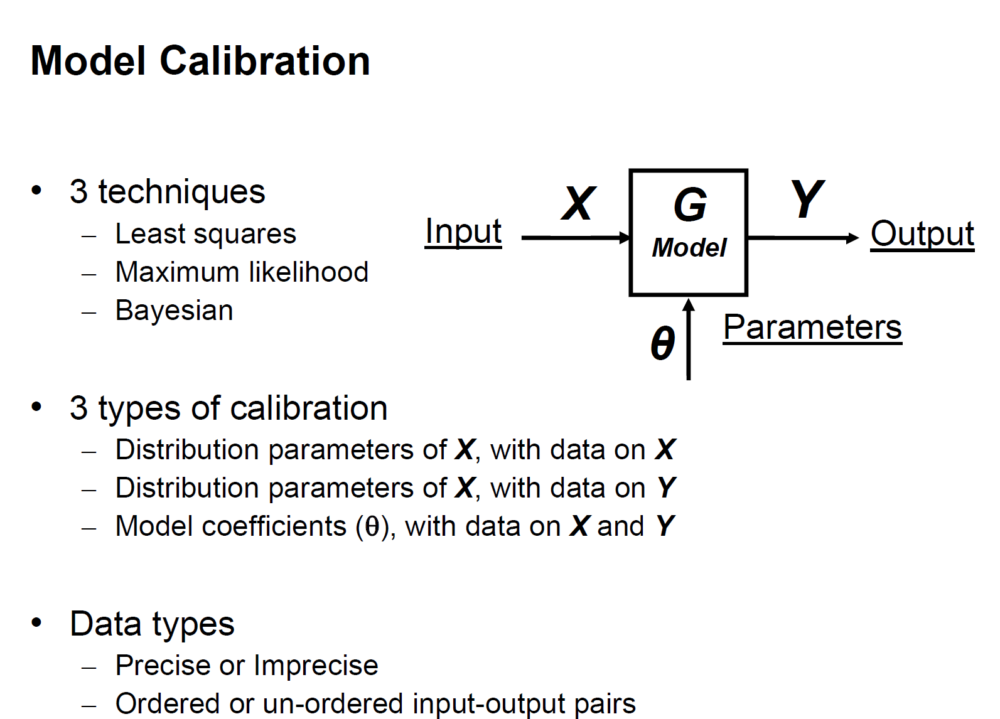 Model Calibration
• 3 techniques
– Least squares
– Maximum likelihood
– Bayesian
Input
X
G
Model
Y
Output
θ
Parameters
• 3 types of calibration
– Distribution parameters of X, with data on X
– Distribution parameters of X, with data on Y
– Model coefficients (θ), with data on X and Y
• Data types
– Precise or Imprecise
– Ordered or un-ordered input-output pairs